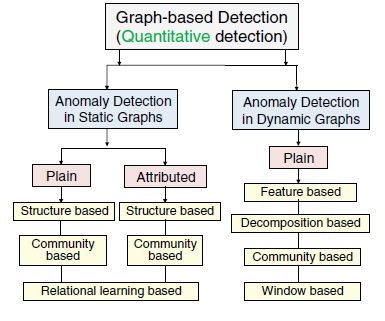 Graph-based Detection
(Quantitative detection)
Anomaly Detection
in Static Graphs
Anomaly Detection
in Dynamic Graphs
Plain
Attributed
Plain
Structure based
Structure based
Feature based
Community
based
Community
based
Decomposition based
Community based
Relational learning based
Window based